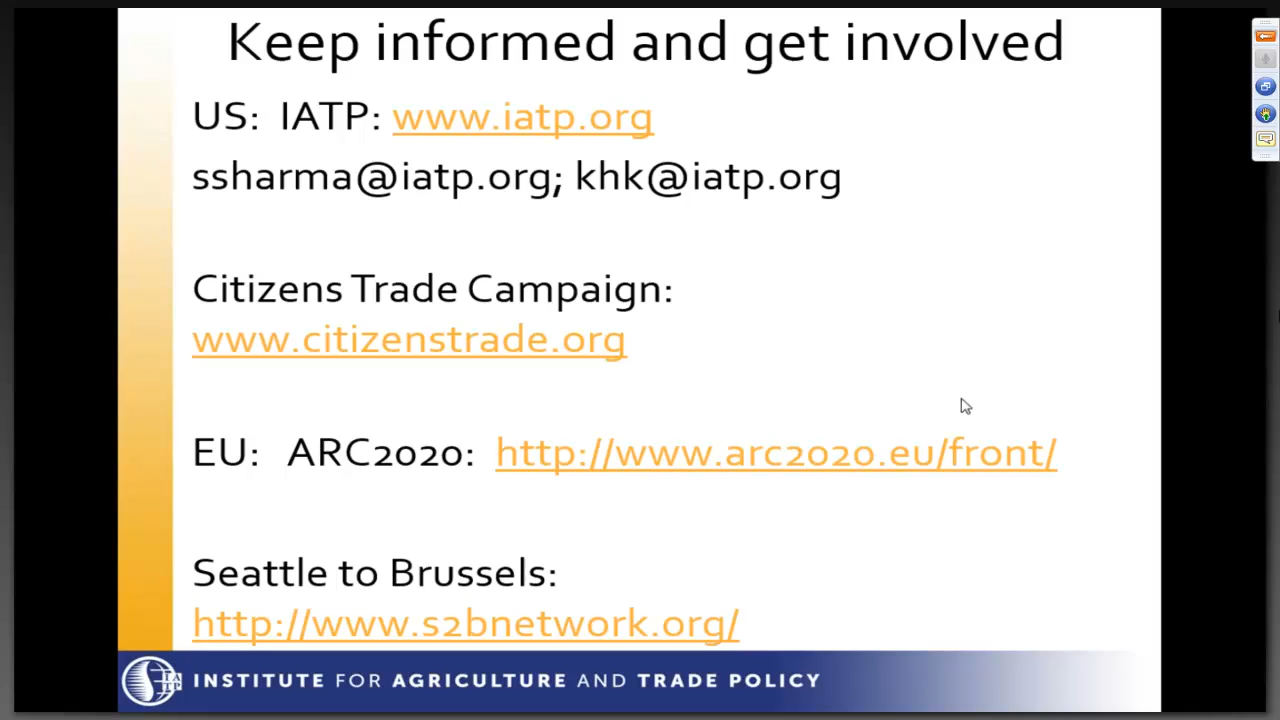 Keep informed and get involved
US: IATP: www.iatp.org
ssharma@iatp.org; khk@iatp.org
Citizens Trade Campaign:
www.citizenstrade.org
EU: ARC2020: http://www.arc2020.eu/front/
Seattle to Brussels:
http://www.s2bnetwork.org/
INSTITUTE FOR AGRICULTURE AND TRADE POLICY